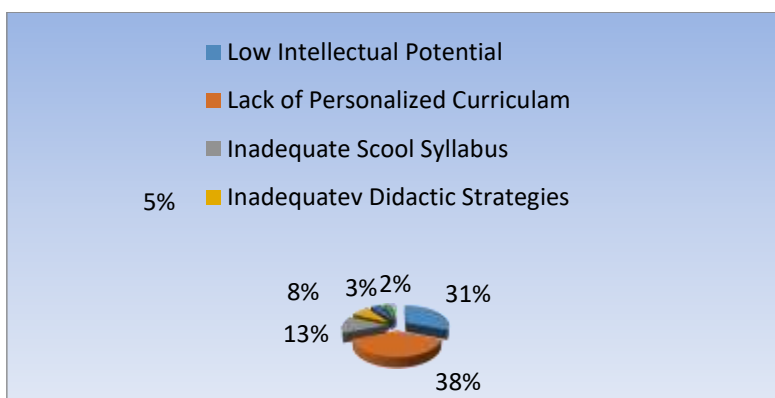 Low Intellectual Potential
Lack of Personalized Curriculam
Inadequate Scool Syllabus
5%
Inadequatev Didactic Strategies
8%
3%
2%
31%
13%
38%